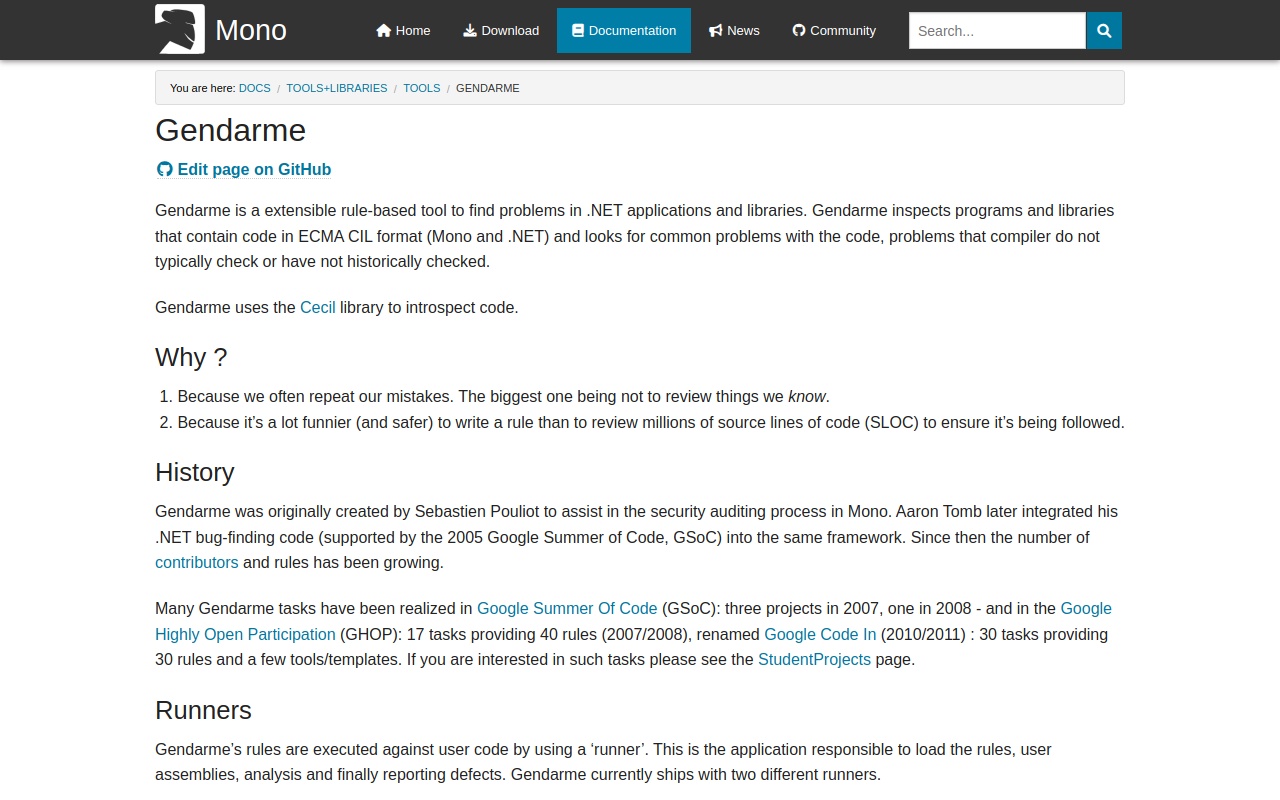 Mono
Home
Download
Documentation
News
Community
Search...
You are here: DOCS / TOOLS+LIBRARIES / TOOLS / GENDARME
Gendarme
Edit page on GitHub
Gendarme is a extensible rule-based tool to find problems in .NET applications and libraries. Gendarme inspects programs and libraries
that contain code in ECMA CIL format (Mono and .NET) and looks for common problems with the code, problems that compiler do not
typically check or have not historically checked.
Gendarme uses the Cecil library to introspect code.
Why ?
1. Because we often repeat our mistakes. The biggest one being not to review things we know.
2. Because it’s a lot funnier (and safer) to write a rule than to review millions of source lines of code (SLOC) to ensure it’s being followed.
History
Gendarme was originally created by Sebastien Pouliot to assist in the security auditing process in Mono. Aaron Tomb later integrated his
.NET bug-finding code (supported by the 2005 Google Summer of Code, GSoC) into the same framework. Since then the number of
contributors and rules has been growing.
Many Gendarme tasks have been realized in Google Summer Of Code (GSoC): three projects in 2007, one in 2008 - and in the Google
Highly Open Participation (GHOP): 17 tasks providing 40 rules (2007/2008), renamed Google Code In (2010/2011) : 30 tasks providing
30 rules and a few tools/templates. If you are interested in such tasks please see the StudentProjects page.
Runners
Gendarme’s rules are executed against user code by using a ‘runner’. This is the application responsible to load the rules, user
assemblies, analysis and finally reporting defects. Gendarme currently ships with two different runners.